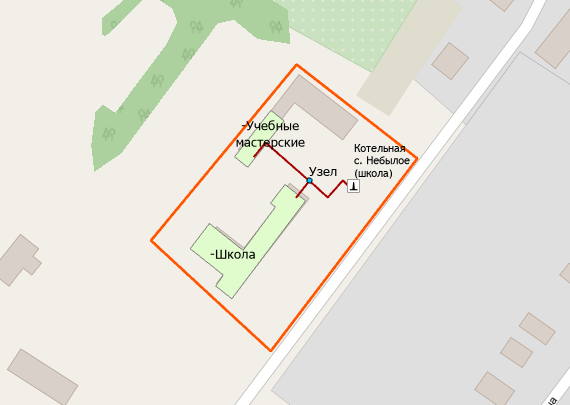 -Учебные
мастерские
Котельная
с. Небылое
(школа)
Узел
-Школа